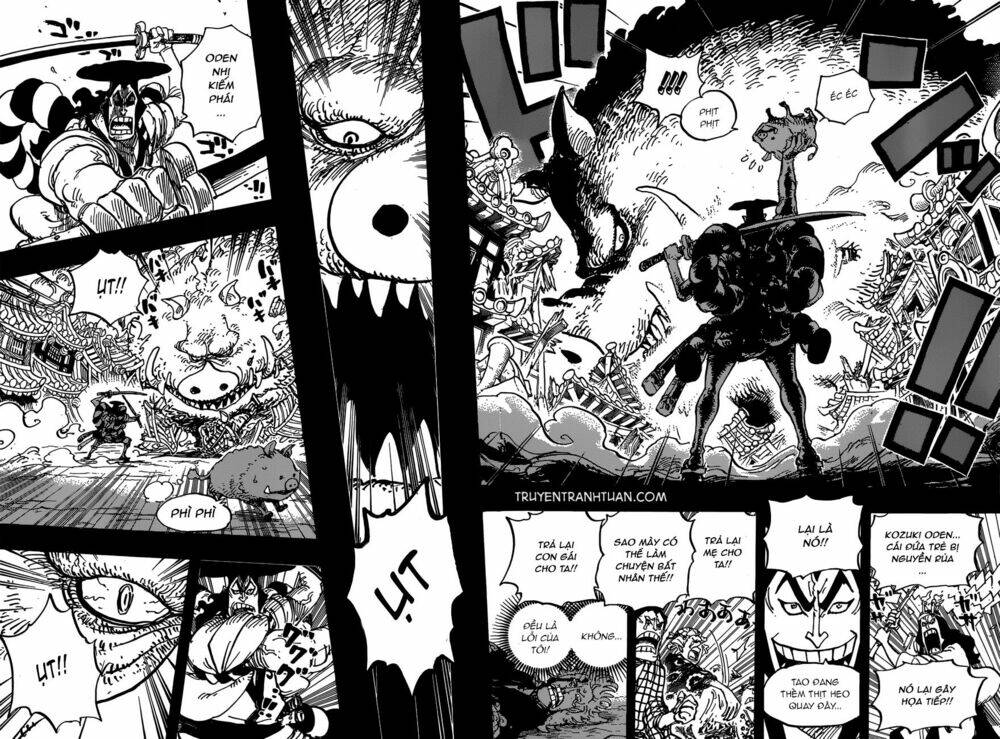 !!!
PHỊT
PHỊT
ÉC ÉC
TRUYENTRANHTUAN.COM
KOZUKI ODEN...
CÁI ĐỨA TRẺ BỊ
NGUYỀN RỦA
...
NÓ LẠI GÂY
HỌA TIẾP!!
LẠI LÀ
NÓ!!
TAO ĐANG
THÈM THỊT HEO
QUAY ĐÂY...
TRẢ LẠI
MẸ CHO
TA!!
SAO MÀY CÓ
THỂ LÀM
CHUYỆN BẤT
NHÂN THẾ!!
TRẢ LẠI
CON GÁI
CHO TA!!
KHÔNG...
ĐỀU LÀ
LỖI CỦA
TÔI!
ODEN
NHỊ
KIẾM
PHÁI
...
ỤT!!
PHÌ PHÌ
ỤT
ỤT!!